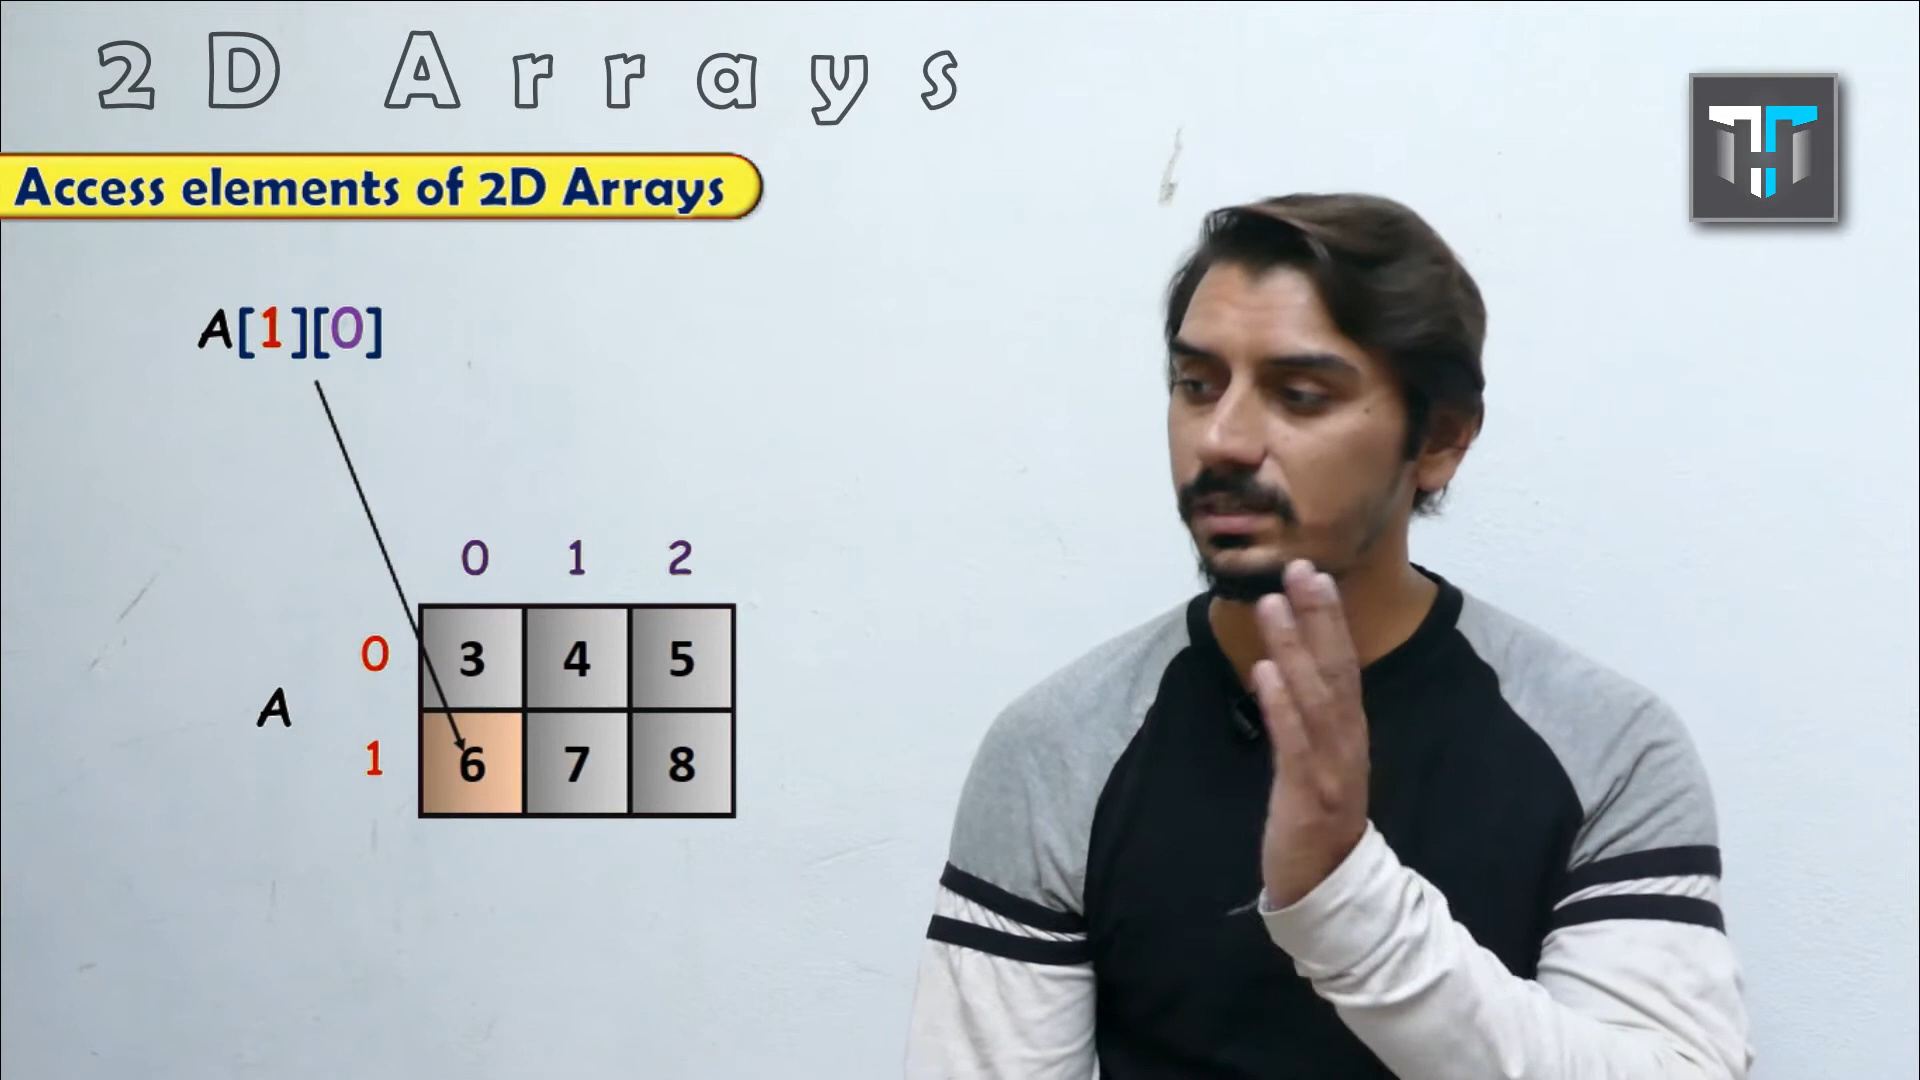 2D Arrays
Access elements of 2D Arrays
A[1][0]
0 1 2
0 3 4 5
A
1 6 7 8